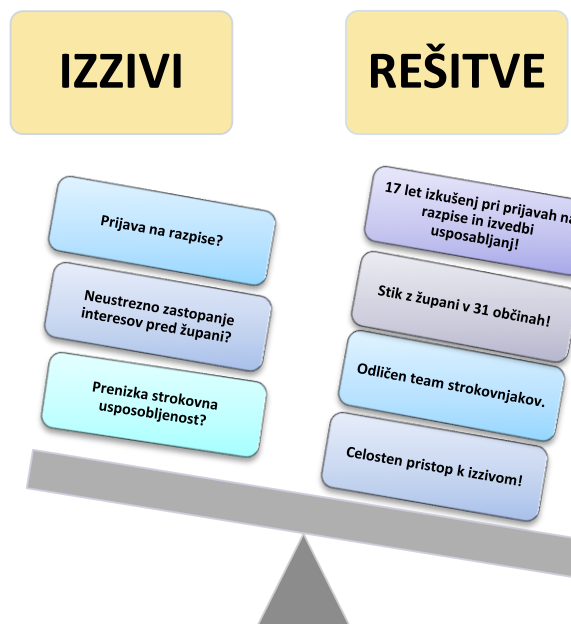 IZZIVI
REŠITVE
Prijava na razpise?
Neustrezno zastopanje
interesov pred župani?
Prenizka strokovna
usposobljenost?
17 let izkušenj pri prijavah na
razpise in izvedbi
usposabljanj!
Stik z župani v 31 občinah!
Odličen team strokovnjakov.
Celosten pristop k izzivom!